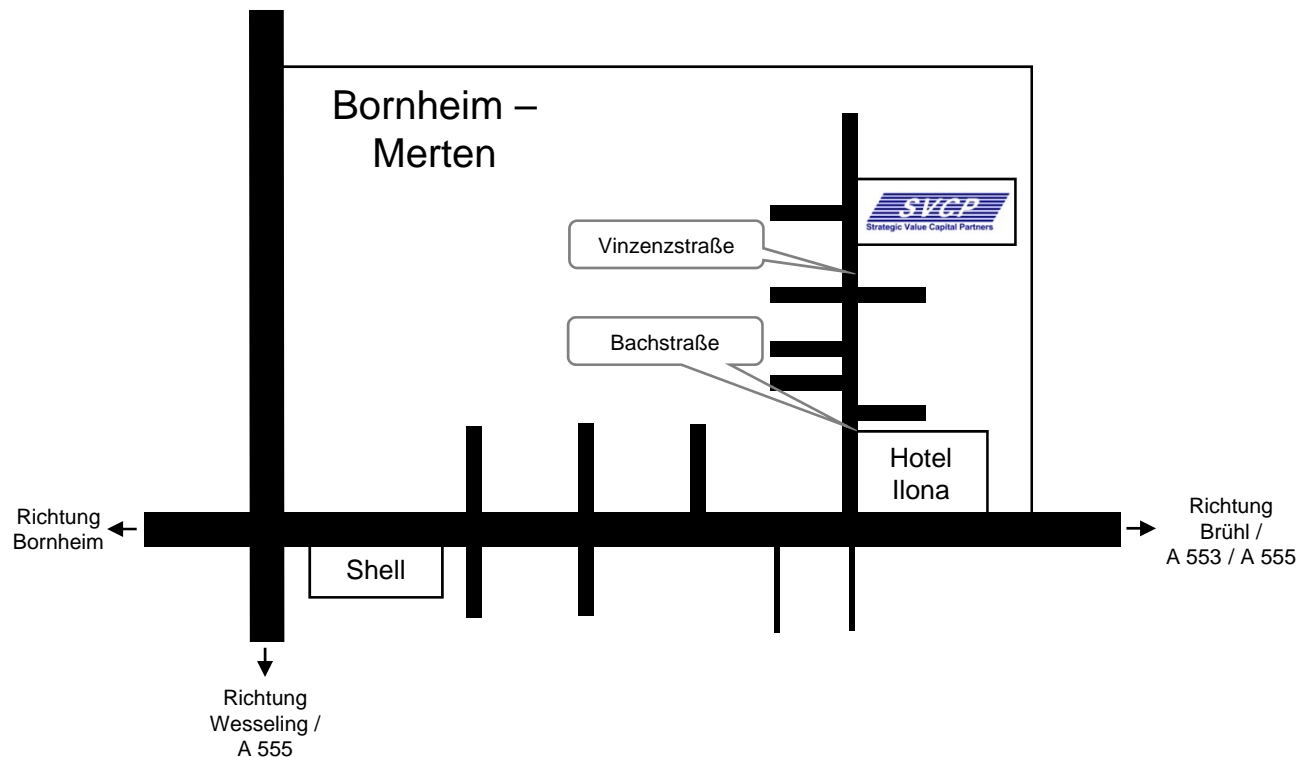 Bornheim –
Merten
SVCP
Strategic Value Capital Partners
Vinzenzstraße
Bachstraße
Hotel
Ilona
Richtung
Bornheim
Richtung
Brühl /
A 553 / A 555
Shell
Richtung
Wesseling /
A 555